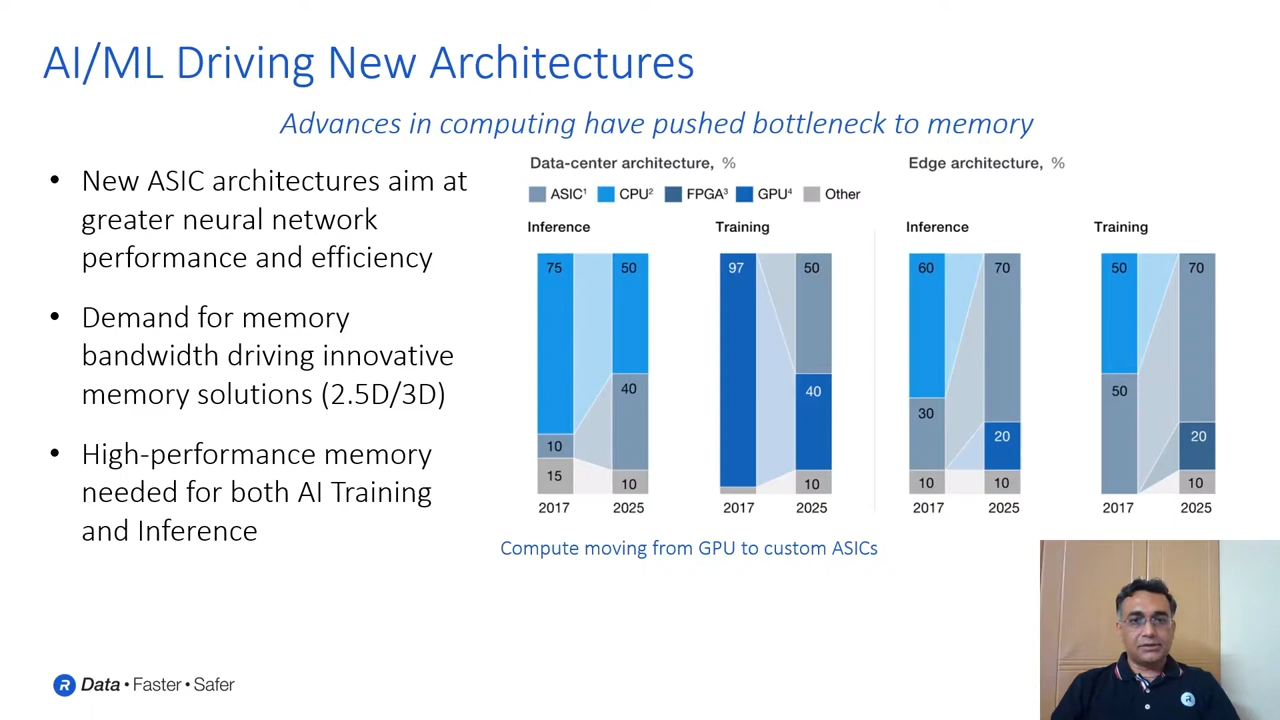 AI/ML Driving New Architectures
Advances in computing have pushed bottleneck to memory
• New ASIC architectures aim at
greater neural network
performance and efficiency
• Demand for memory
bandwidth driving innovative
memory solutions (2.5D/3D)
• High-performance memory
needed for both AI Training
and Inference
Data-center architecture, %
ASIC¹ CPU² FPGA³ GPU⁴ Other
Inference
75
10
15
2017
50
40
10
2025
Training
97
2017
50
40
10
2025
Edge architecture, %
Inference
60
30
10
2017
70
20
10
2025
Training
50
50
2017
70
20
10
2025
Compute moving from GPU to custom ASICs
R Data • Faster • Safer